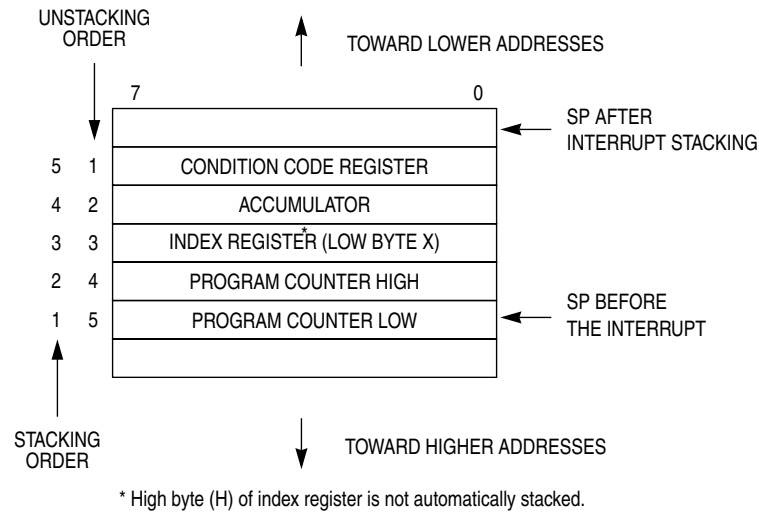 UNSTACKING
ORDER
TOWARD LOWER ADDRESSES
7 0
SP AFTER
INTERRUPT STACKING
5 1 CONDITION CODE REGISTER
4 2 ACCUMULATOR
3 3 INDEX REGISTER (LOW BYTE X)*
2 4 PROGRAM COUNTER HIGH
1 5 PROGRAM COUNTER LOW
SP BEFORE
THE INTERRUPT
STACKING
ORDER
TOWARD HIGHER ADDRESSES
* High byte (H) of index register is not automatically stacked.